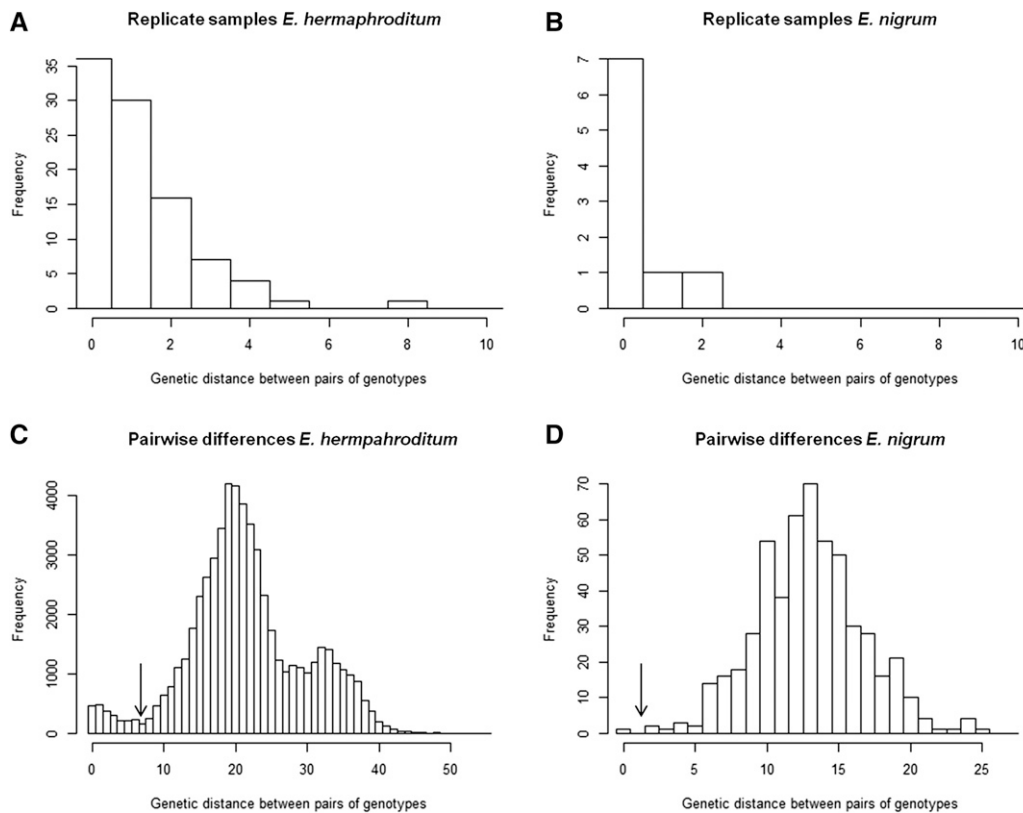 A
Replicate samples E. hermaphroditum
Frequency
0 5 10 15 20 25 30 35
0 2 4 6 8 10
Genetic distance between pairs of genotypes
B
Replicate samples E. nigrum
Frequency
0 1 2 3 4 5 6 7
0 2 4 6 8 10
Genetic distance between pairs of genotypes
C
Pairwise differences E. hermpahroditum
Frequency
0 1000 2000 3000 4000
0 10 20 30 40 50
Genetic distance between pairs of genotypes
D
Pairwise differences E. nigrum
Frequency
0 10 20 30 40 50 60 70
0 5 10 15 20 25
Genetic distance between pairs of genotypes